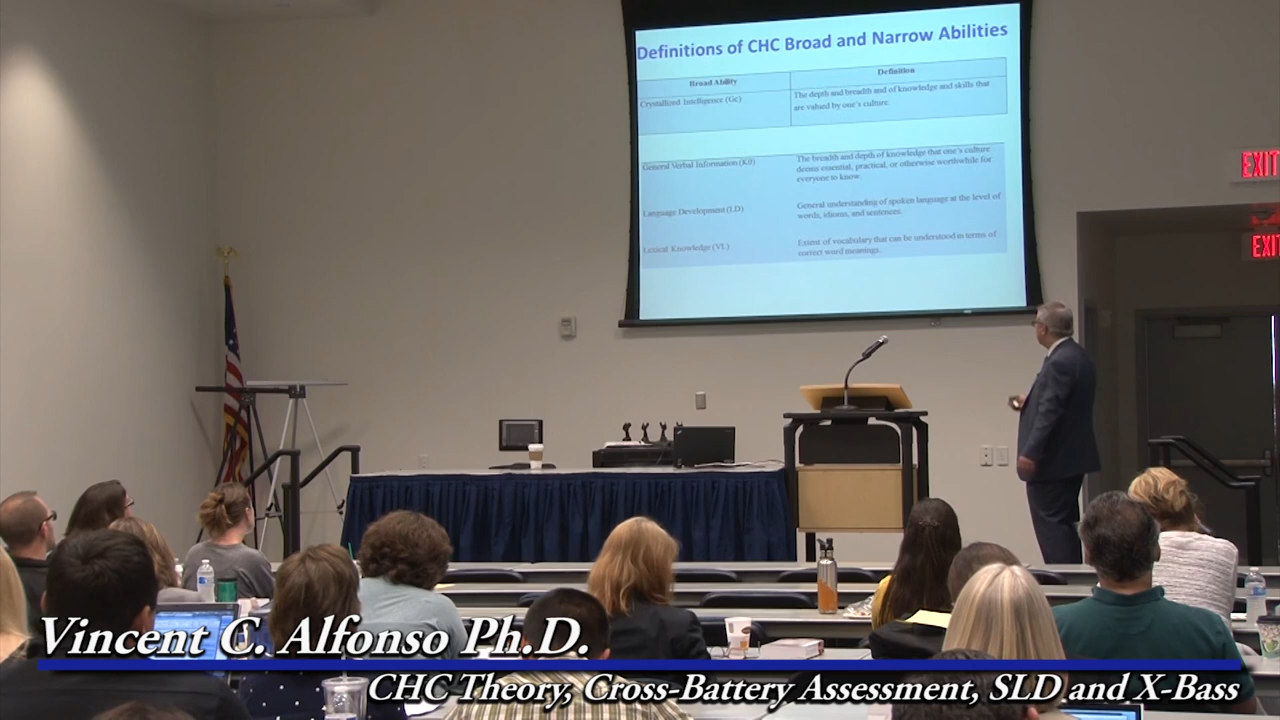 Definitions of CHC Broad and Narrow Abilities
Broad Ability
Definition
Crystallized Intelligence (Gc)
The depth and breadth and of knowledge and skills that
are valued by one's culture.
General Verbal Information (K0)
The breadth and depth of knowledge that one's culture
deems essential, practical, or otherwise worthwhile for
everyone to know.
Language Development (LD)
General understanding of spoken language at the level of
words, idioms, and sentences.
Lexical Knowledge (VL)
Extent of vocabulary that can be understood in terms of
correct word meanings.
EXIT
EXIT
Vincent C. Alfonso Ph.D.
CHC Theory, Cross-Battery Assessment, SLD and X-Bass